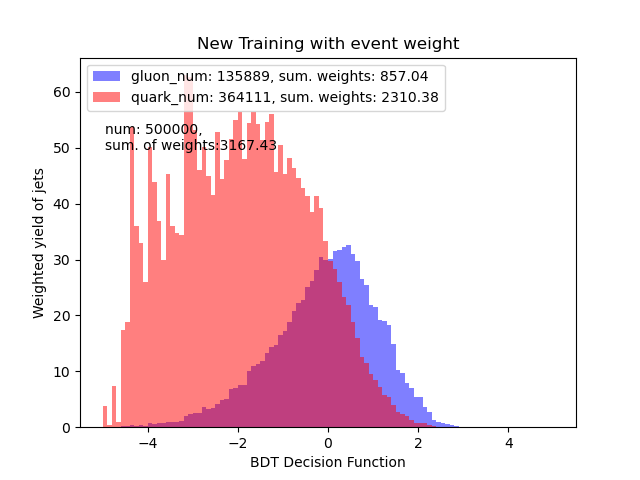 New Training with event weight
gluon_num: 135889, sum. weights: 857.04
quark_num: 364111, sum. weights: 2310.38
num: 500000,
sum. of weights:3167.43
Weighted yield of jets
60
50
40
30
20
10
0
−4
−2
0
2
4
BDT Decision Function